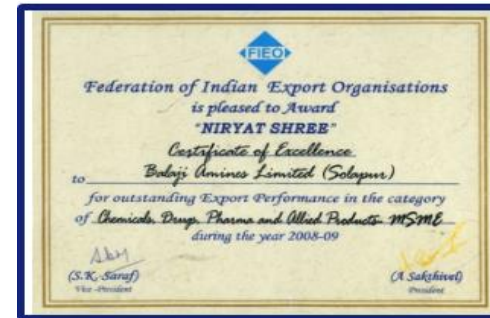 FIEO
Federation of Indian Export Organisations
is pleased to Award
"NIRYAT SHREE"
Certificate of Excellence
to Balaji Amines Limited (Solapur)
for outstanding Export Performance in the category
of Chemicals, Drugs, Pharma and Allied Products MSME
during the year 2008-09
(S.K. Saraf) (A Sakthivel)
Vice-President President